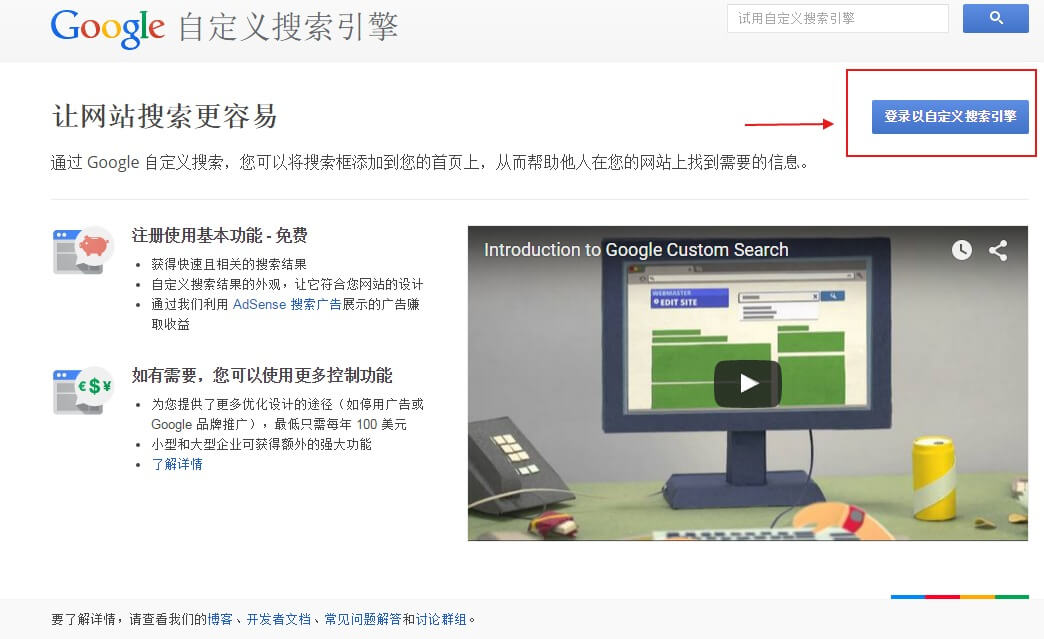 Google 自定义搜索引擎
试用自定义搜索引擎
让网站搜索更容易
登录以自定义搜索引擎
通过 Google 自定义搜索，您可以将搜索框添加到您的首页上，从而帮助他人在您的网站上找到需要的信息。
注册使用基本功能 - 免费
获得快速且相关的搜索结果
自定义搜索结果的外观，让它符合您网站的设计
通过我们利用 AdSense 搜索广告展示的广告赚
取收益
如有需要，您可以使用更多控制功能
为您提供了更多优化设计的途径（如停用广告或
Google 品牌推广），最低只需每年 100 美元
小型和大型企业可获得额外的强大功能
了解详情
€$¥
Introduction to Google Custom Search
WEBMASTER
EDIT SITE
要了解详情，请查看我们的博客、开发者文档、常见问题解答和讨论群组。